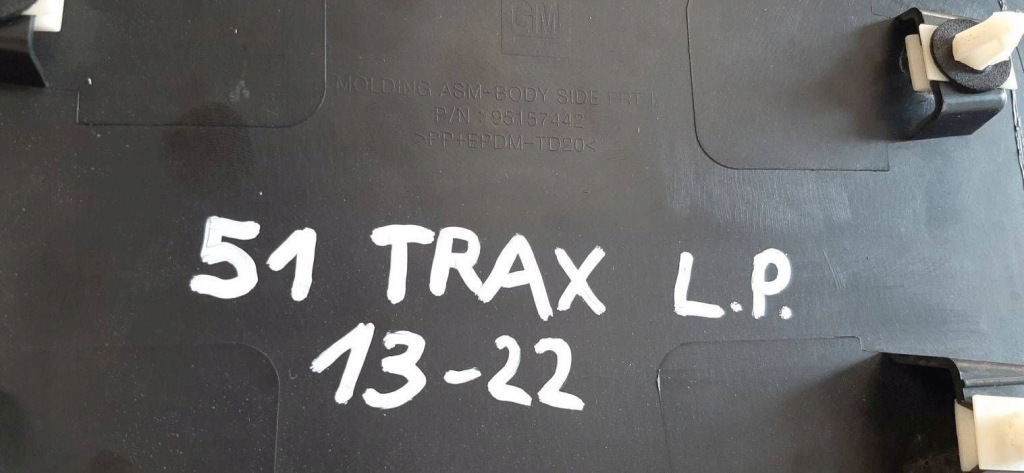 GM
MOLDING ASM-BODY SIDE FRT L
P/N : 95157442
>PP+EPDM-TD20<
51 TRAX L.P.
13-22